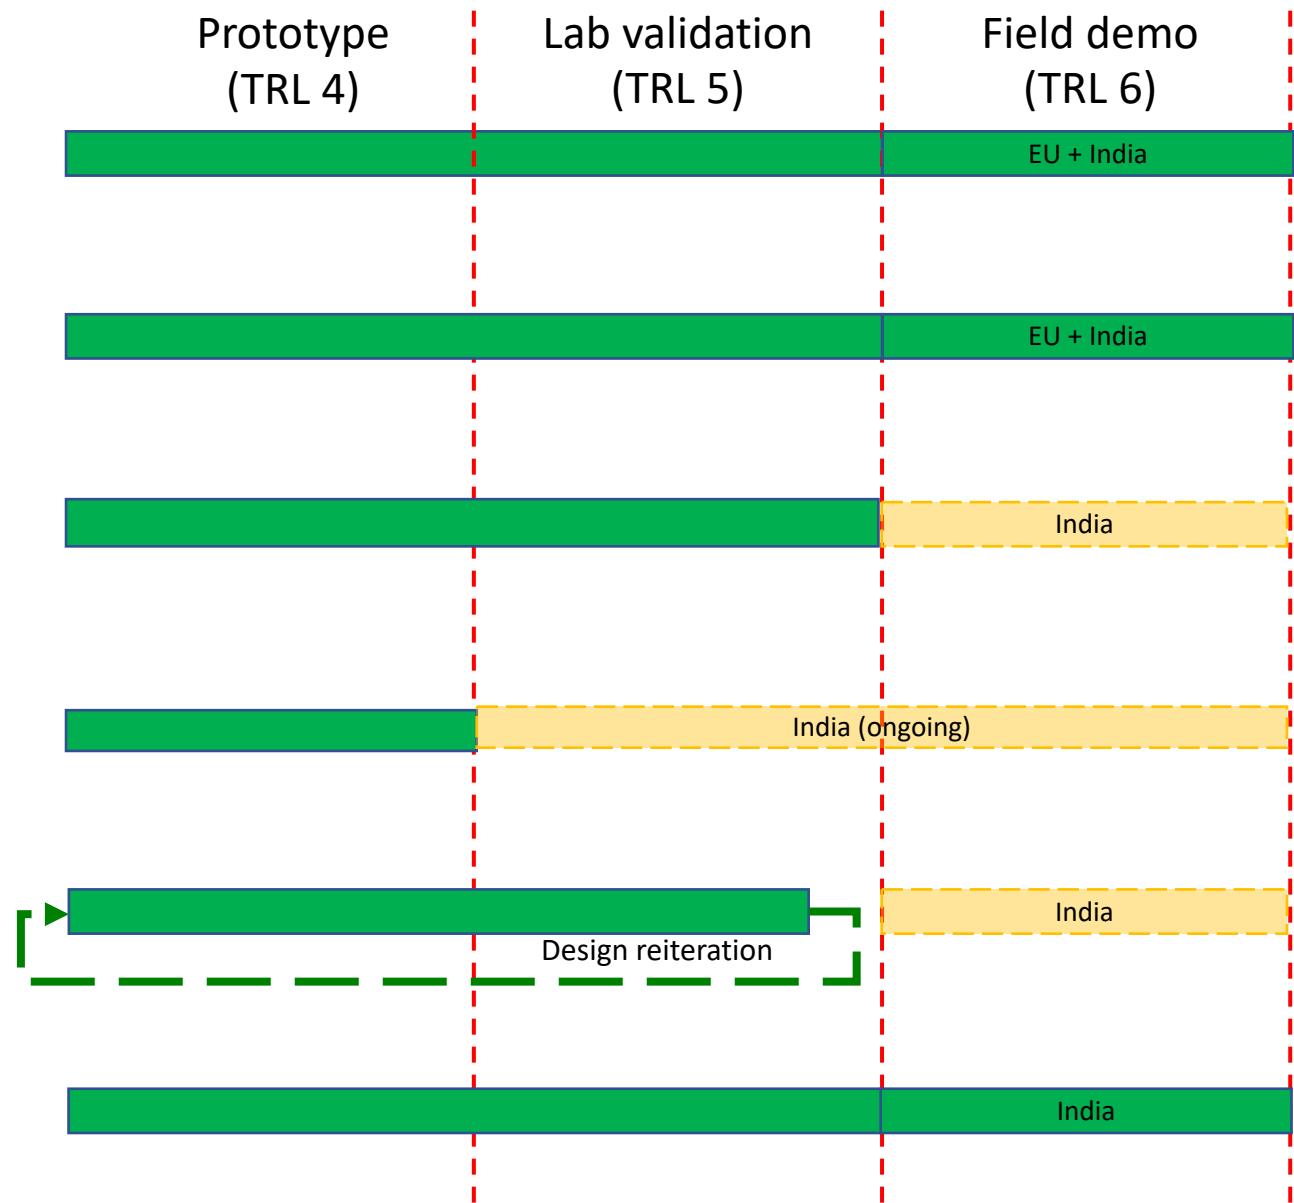 Prototype
(TRL 4)
Lab validation
(TRL 5)
Field demo
(TRL 6)
EU + India
EU + India
India
India (ongoing)
India
Design reiteration
India